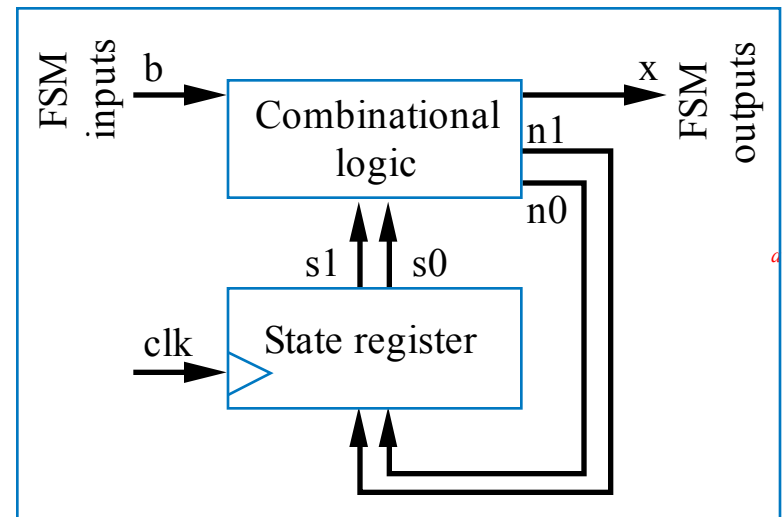 FSM
inputs
b
x
FSM
outputs
Combinational
logic
n1
n0
s1
s0
clk
State register
a